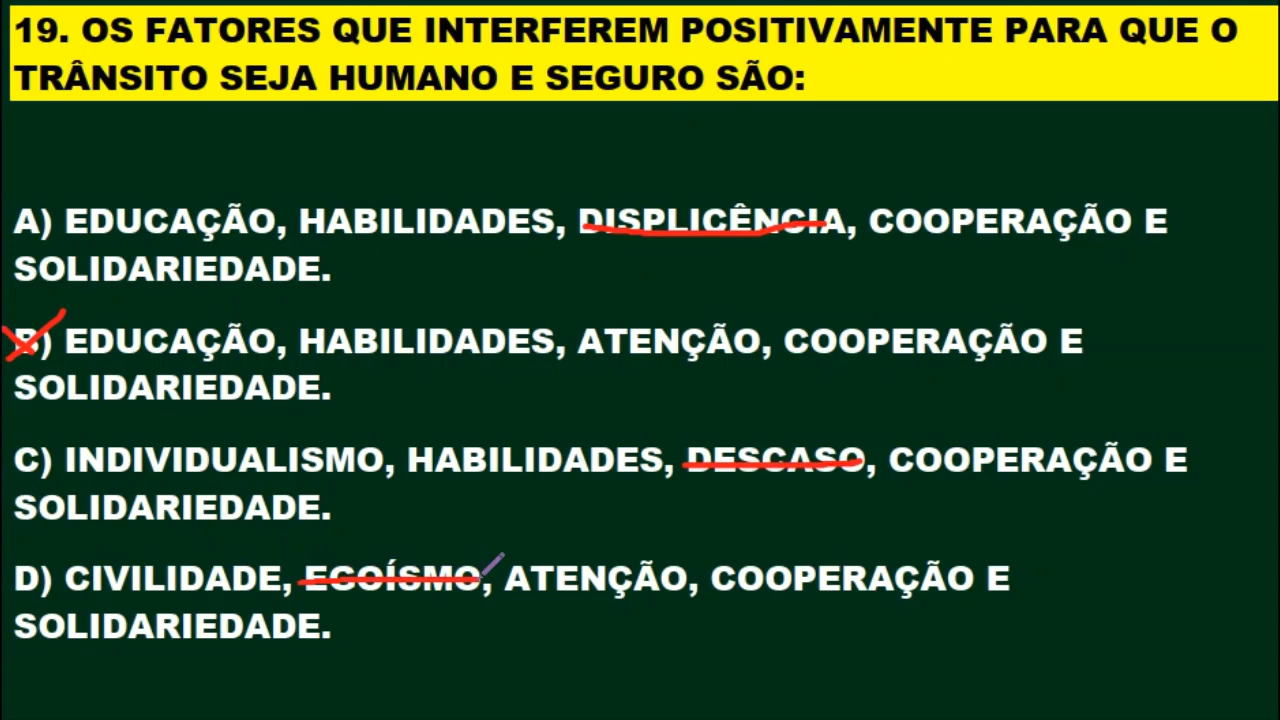 19. OS FATORES QUE INTERFEREM POSITIVAMENTE PARA QUE O
TRÂNSITO SEJA HUMANO E SEGURO SÃO:
A) EDUCAÇÃO, HABILIDADES, DISPLICÊNCIA, COOPERAÇÃO E
SOLIDARIEDADE.
B) EDUCAÇÃO, HABILIDADES, ATENÇÃO, COOPERAÇÃO E
SOLIDARIEDADE.
C) INDIVIDUALISMO, HABILIDADES, DESCASO, COOPERAÇÃO E
SOLIDARIEDADE.
D) CIVILIDADE, EGOÍSMO, ATENÇÃO, COOPERAÇÃO E
SOLIDARIEDADE.